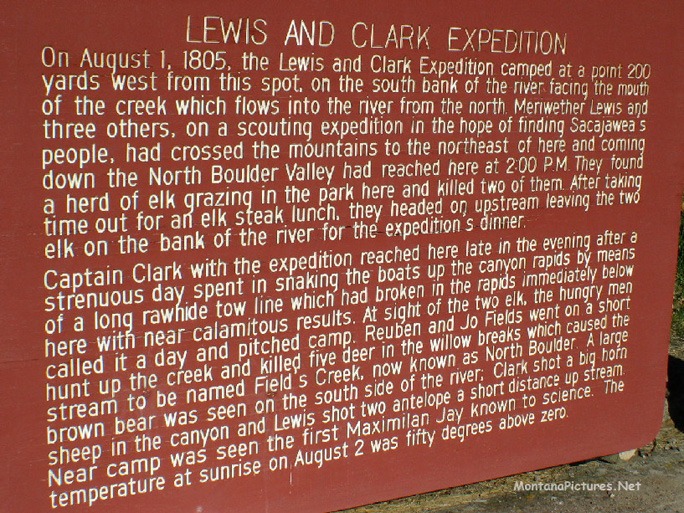 LEWIS AND CLARK EXPEDITION
On August 1, 1805, the Lewis and Clark Expedition camped at a point 200
yards west from this spot, on the south bank of the river facing the mouth
of the creek which flows into the river from the north. Meriwether Lewis and
three others, on a scouting expedition in the hope of finding Sacajawea's
people, had crossed the mountains to the northeast of here and coming
down the North Boulder Valley had reached here at 2:00 P.M. They found
a herd of elk grazing in the park here and killed two of them. After taking
time out for an elk steak lunch, they headed on upstream leaving the two
elk on the bank of the river for the expedition's dinner.
Captain Clark with the expedition reached here late in the evening after a
strenuous day spent in snaking the boats up the canyon rapids by means
of a long rawhide tow line which had broken in the rapids immediately below
here with near calamitous results. At sight of the two elk, the hungry men
called it a day and pitched camp. Reuben and Jo Fields went on a short
hunt up the creek and killed five deer in the willow breaks which caused the
stream to be named Field's Creek, now known as North Boulder. A large
brown bear was seen on the south side of the river; Clark shot a big horn
sheep in the canyon and Lewis shot two antelope a short distance up stream.
Near camp was seen the first Maximilan Jay known to science. The
temperature at sunrise on August 2 was fifty degrees above zero.
MontanaPictures.Net